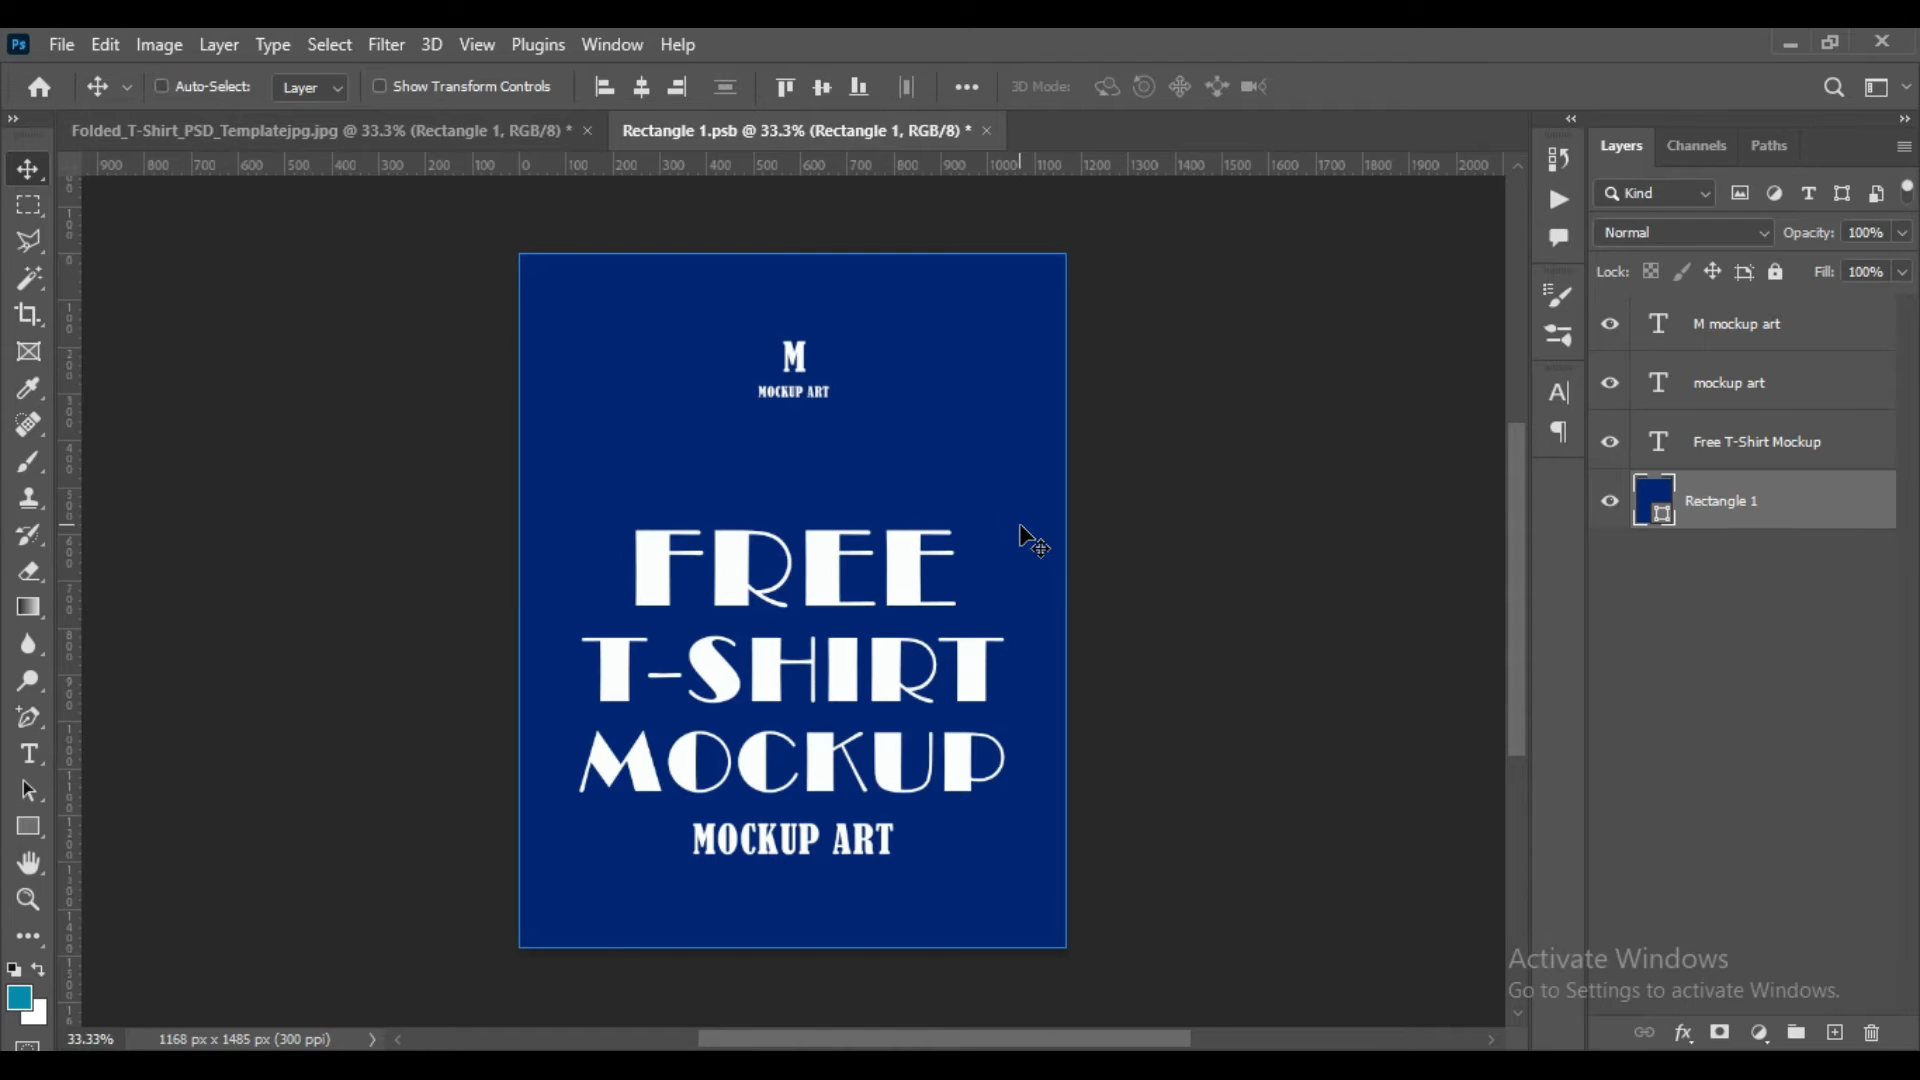 Ps File Edit Image Layer Type Select Filter 3D View Plugins Window Help
Auto-Select: Layer Show Transform Controls 3D Mode:
Folded_T-Shirt_PSD_Templatejpg.jpg @ 33.3% (Rectangle 1, RGB/8) * × Rectangle 1.psb @ 33.3% (Rectangle 1, RGB/8) * ×
900 800 700 600 500 400 300 200 100 0 100 200 300 400 500 600 700 800 900 1000 1100 1200 1300 1400 1500 1600 1700 1800 1900 2000
Layers Channels Paths
Kind
Normal Opacity: 100%
Lock: Fill: 100%
M mockup art
mockup art
Free T-Shirt Mockup
Rectangle 1
M
MOCKUP ART
FREE
T-SHIRT
MOCKUP
MOCKUP ART
Activate Windows
Go to Settings to activate Windows.
33.33% 1168 px x 1485 px (300 ppi)